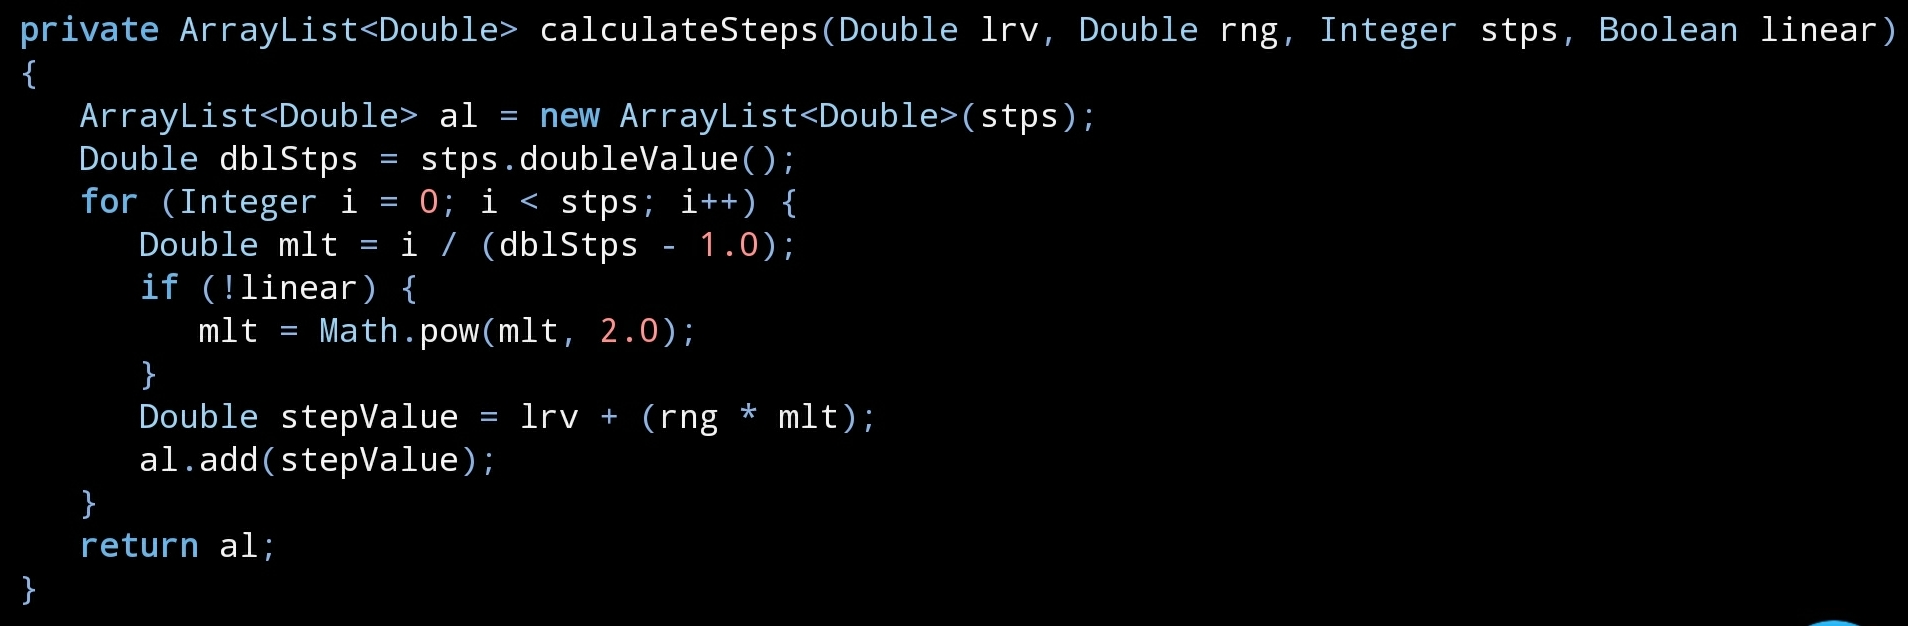 private ArrayList<Double> calculateSteps(Double lrv, Double rng, Integer stps, Boolean linear)
{
   ArrayList<Double> al = new ArrayList<Double>(stps);
   Double dblStps = stps.doubleValue();
   for (Integer i = 0; i < stps; i++) {
      Double mlt = i / (dblStps - 1.0);
      if (!linear) {
         mlt = Math.pow(mlt, 2.0);
      }
      Double stepValue = lrv + (rng * mlt);
      al.add(stepValue);
   }
   return al;
}